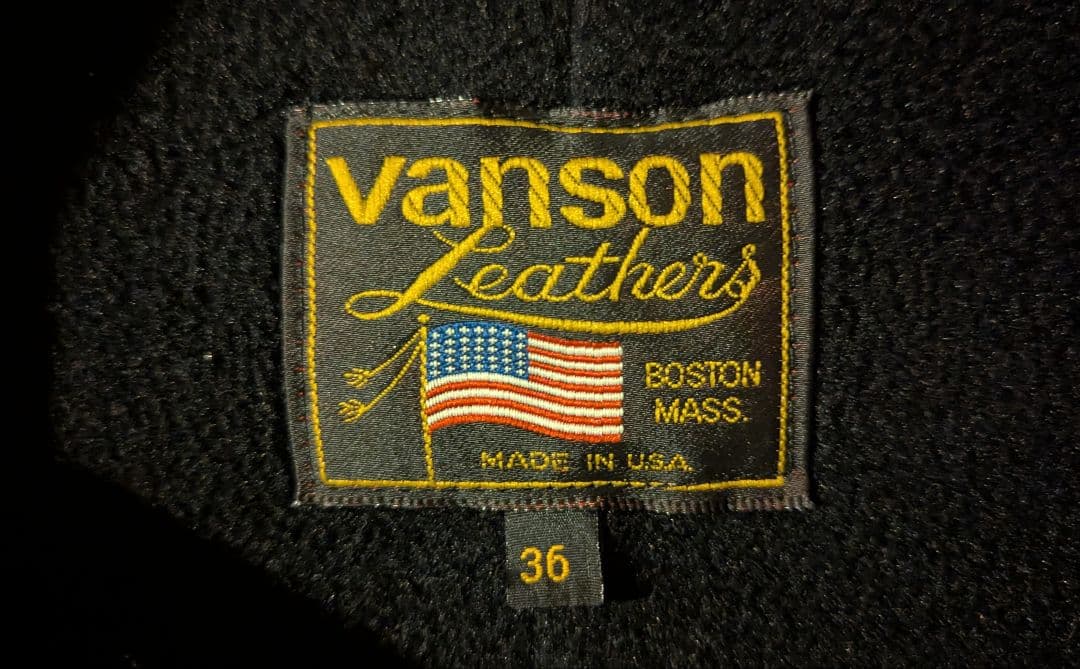 vanson
Leathers
BOSTON
MASS.
MADE IN U.S.A.
36